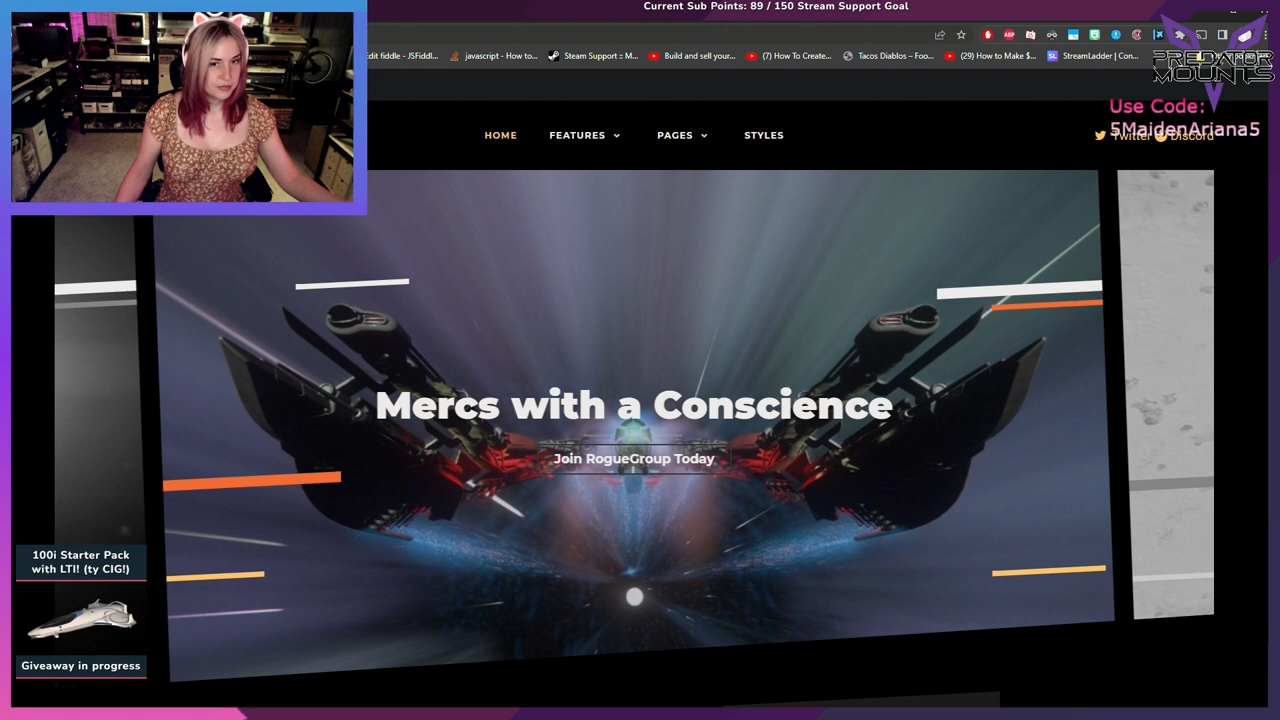 Current Sub Points: 89 / 150 Stream Support Goal
Edit fiddle - JSFiddl...
javascript - How to...
Steam Support :: M...
Build and sell your...
(7) How To Create...
Tacos Diablos – Foo...
(29) How to Make $...
SL StreamLadder | Con...
PREDATOR
MOUNTS
Use Code:
5MaidenAriana5
HOME
FEATURES
PAGES
STYLES
Twitter
Discord
Mercs with a Conscience
Join RogueGroup Today
100i Starter Pack
with LTI! (ty CIG!)
Giveaway in progress